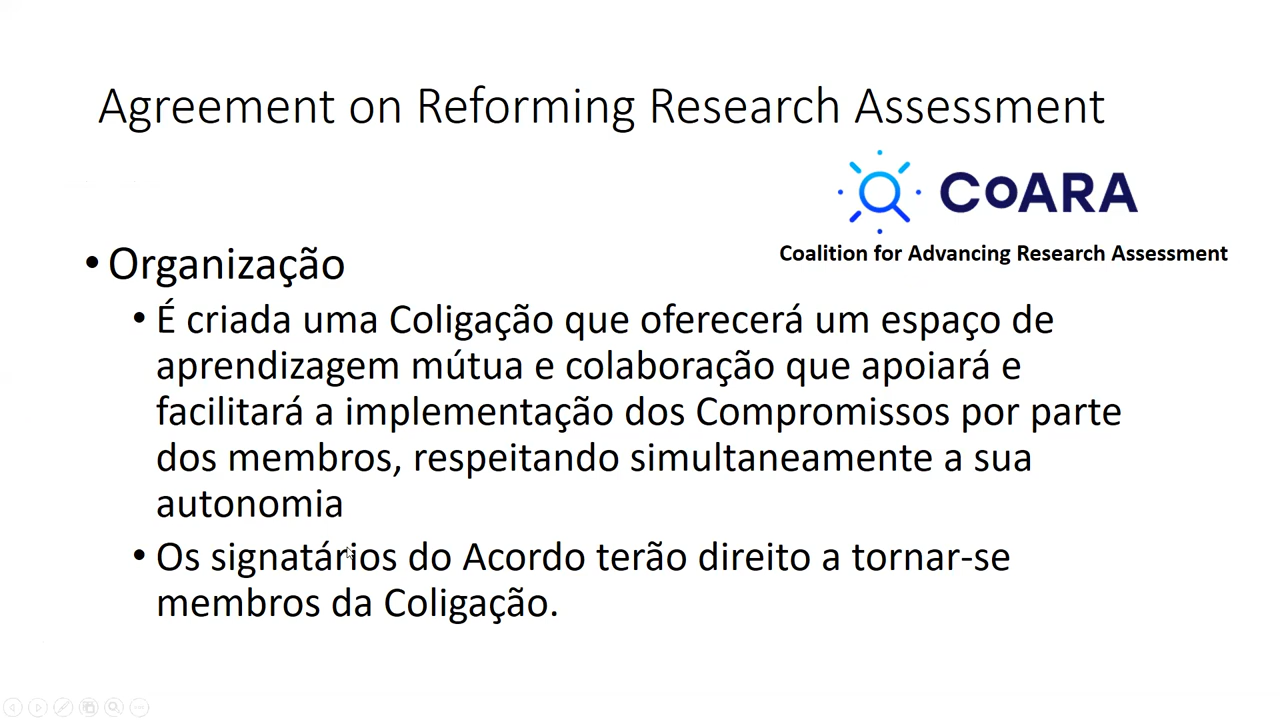 Agreement on Reforming Research Assessment
CoARA
Coalition for Advancing Research Assessment
• Organização
• É criada uma Coligação que oferecerá um espaço de
aprendizagem mútua e colaboração que apoiará e
facilitará a implementação dos Compromissos por parte
dos membros, respeitando simultaneamente a sua
autonomia
• Os signatários do Acordo terão direito a tornar-se
membros da Coligação.